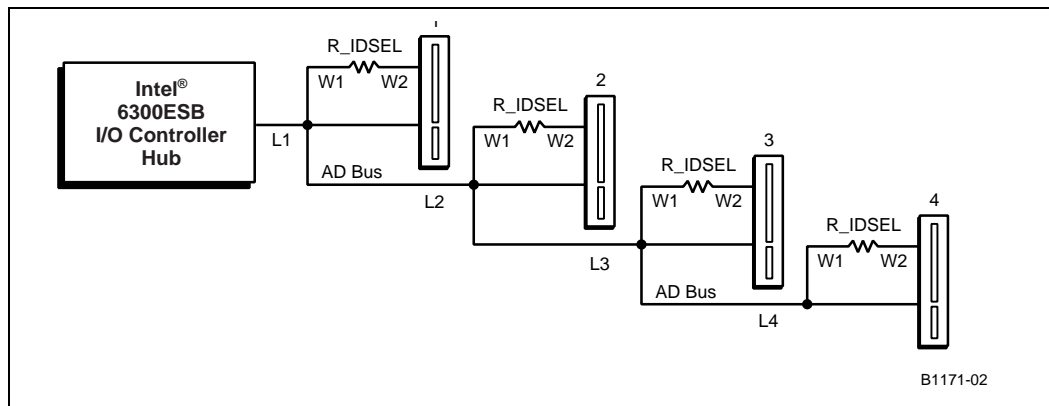 R_IDSEL
W1 W2
Intel®
6300ESB
I/O Controller
Hub
L1
AD Bus
2
R_IDSEL
W1 W2
L2
3
R_IDSEL
W1 W2
L3
AD Bus
4
R_IDSEL
W1 W2
L4
B1171-02